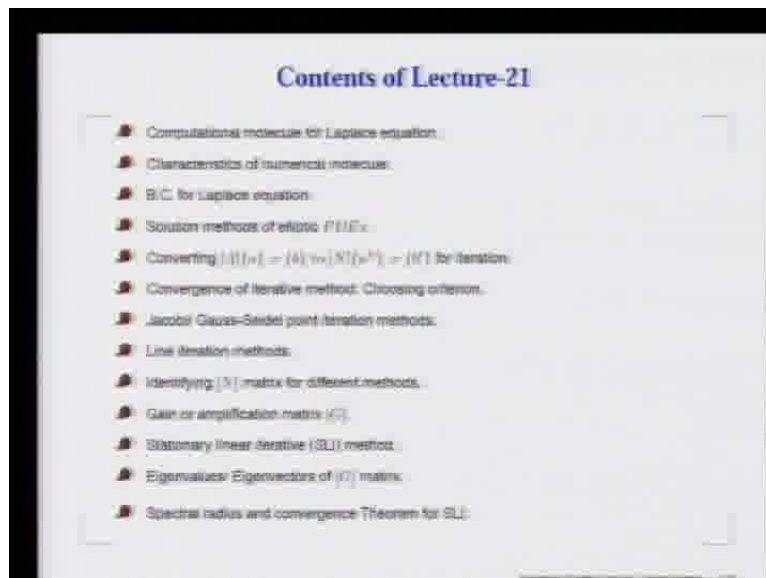 Contents of Lecture-21
Computational molecule for Laplace equation.
Characteristics of numerical molecule.
B.C. for Laplace equation.
Solution methods of elliptic PDEs
Converting [A]{u} = {b} to [N]{u} = {b'} for iteration.
Convergence of iterative method: Choosing criterion.
Jacobi/ Gauss-Seidel point iteration methods.
Line iteration methods.
Identifying [N] matrix for different methods.
Gain or amplification matrix [G].
Stationary linear iterative (SLI) method.
Eigenvalues/ Eigenvectors of [G] matrix.
Spectral radius and convergence Theorem for SLI.